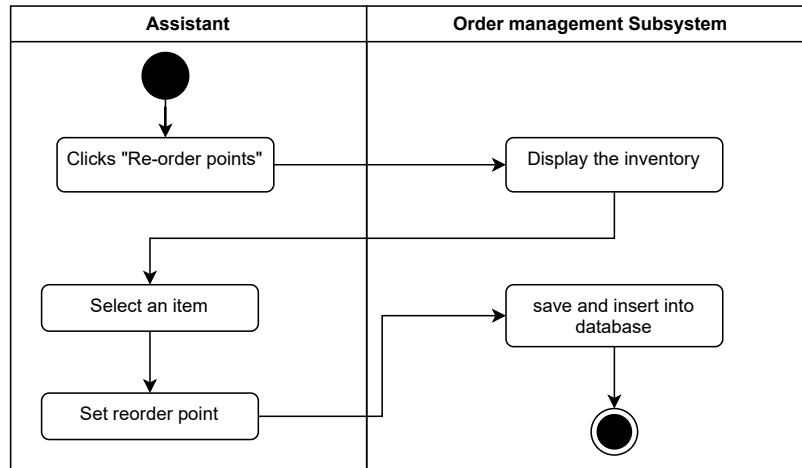 Assistant
Order management Subsystem
Clicks "Re-order points"
Display the inventory
Select an item
save and insert into
database
Set reorder point